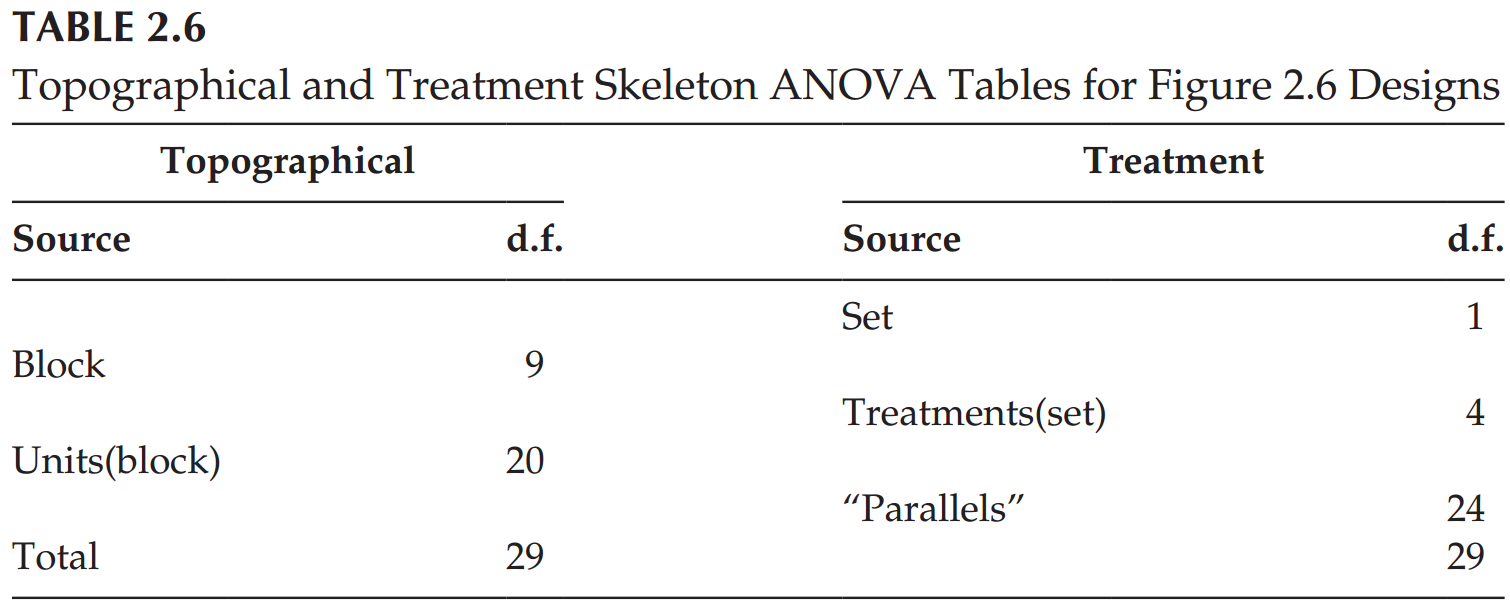 TABLE 2.6
Topographical and Treatment Skeleton ANOVA Tables for Figure 2.6 Designs
Topographical Treatment
Source d.f. Source d.f.
Set 1
Block 9
Treatments(set) 4
Units(block) 20
“Parallels” 24
Total 29 29